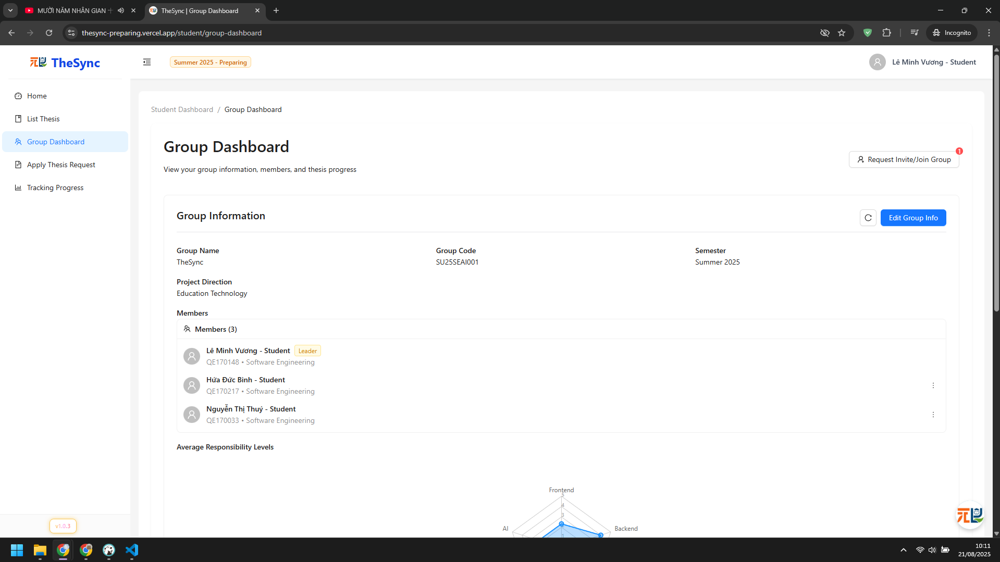 MƯỜI NĂM NHÂN GIAN
TheSync | Group Dashboard
thesync-preparing.vercel.app/student/group-dashboard
Incognito
TheSync
Summer 2025 - Preparing
Lê Minh Vương - Student
Home
List Thesis
Group Dashboard
Apply Thesis Request
Tracking Progress
v1.0.3
Student Dashboard / Group Dashboard
Group Dashboard
View your group information, members, and thesis progress
1
Request Invite/Join Group
Group Information
Edit Group Info
Group Name
TheSync
Group Code
SU25SEAI001
Semester
Summer 2025
Project Direction
Education Technology
Members
Members (3)
Lê Minh Vương - Student Leader
QE170148 • Software Engineering
Hứa Đức Bình - Student
QE170217 • Software Engineering
Nguyễn Thị Thuý - Student
QE170033 • Software Engineering
Average Responsibility Levels
Frontend
5
4
3
2
1
AI
Backend
10:11
21/08/2025